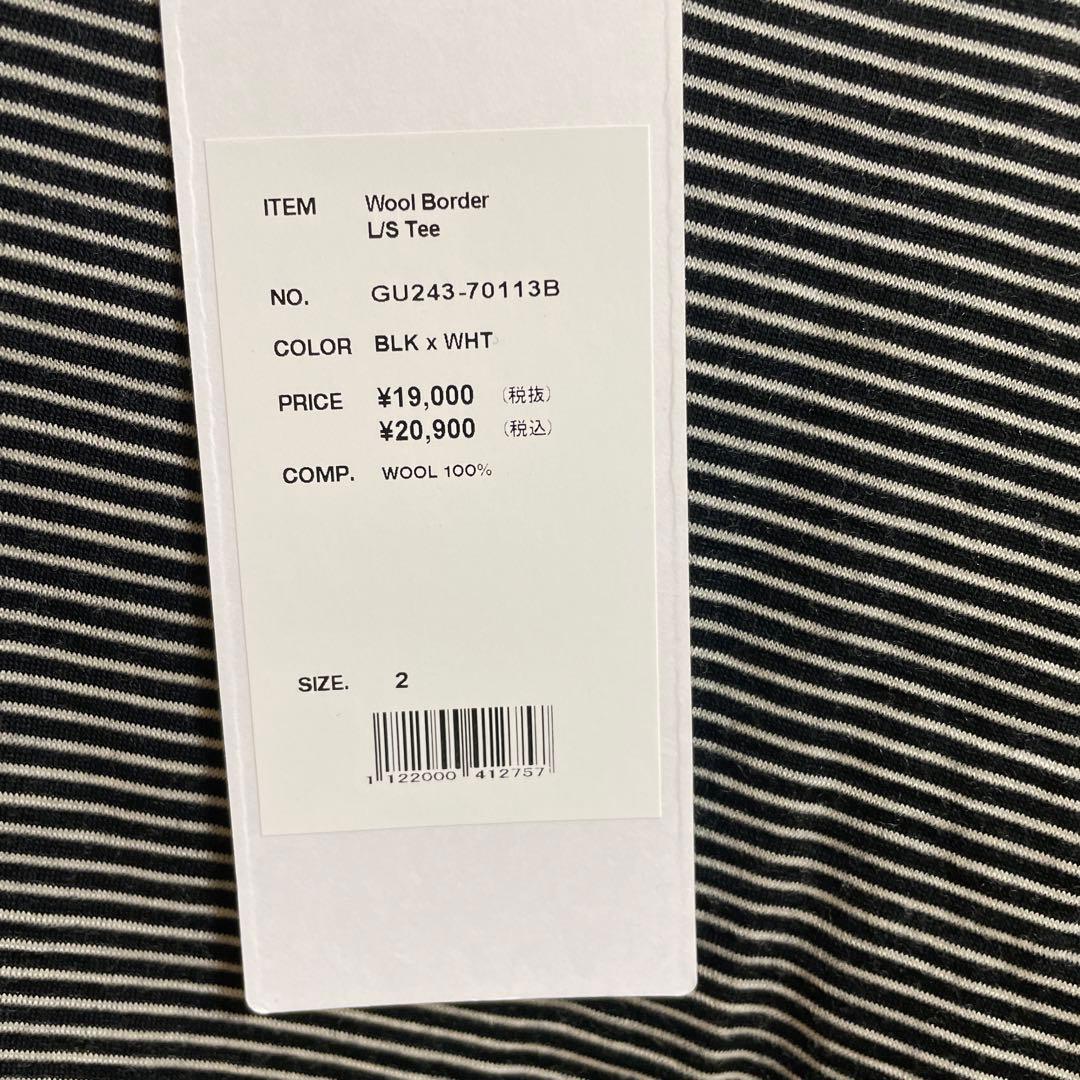 ITEM Wool Border
L/S Tee
NO. GU243-70113B
COLOR BLK x WHT
PRICE ¥19,000 (税抜)
¥20,900 (税込)
COMP. WOOL 100%
SIZE. 2
1 122000 412757